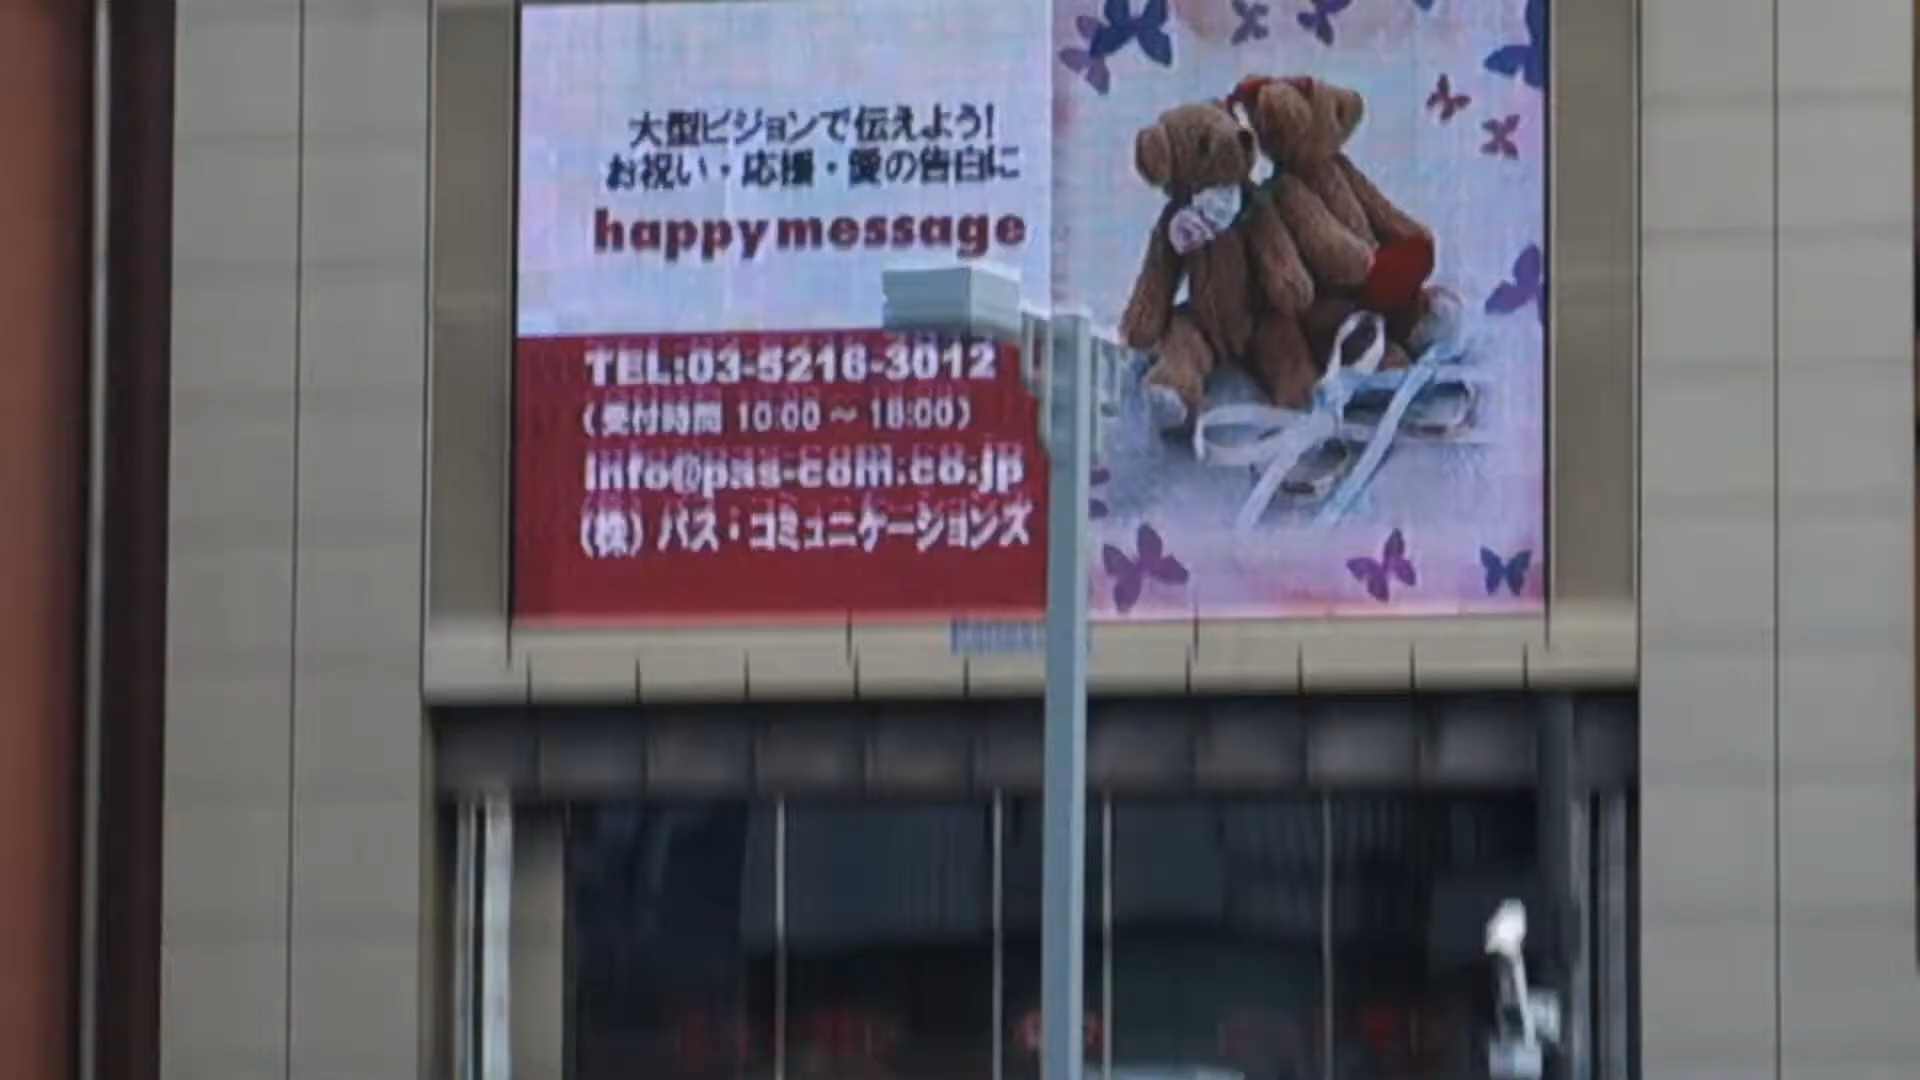 大型ビジョンで伝えよう!
お祝い・応援・愛の告白に
happymessage
TEL:03-5216-3012
(受付時間 10:00 ～ 18:00)
info@pas-com.co.jp
(株) パス・コミュニケーションズ